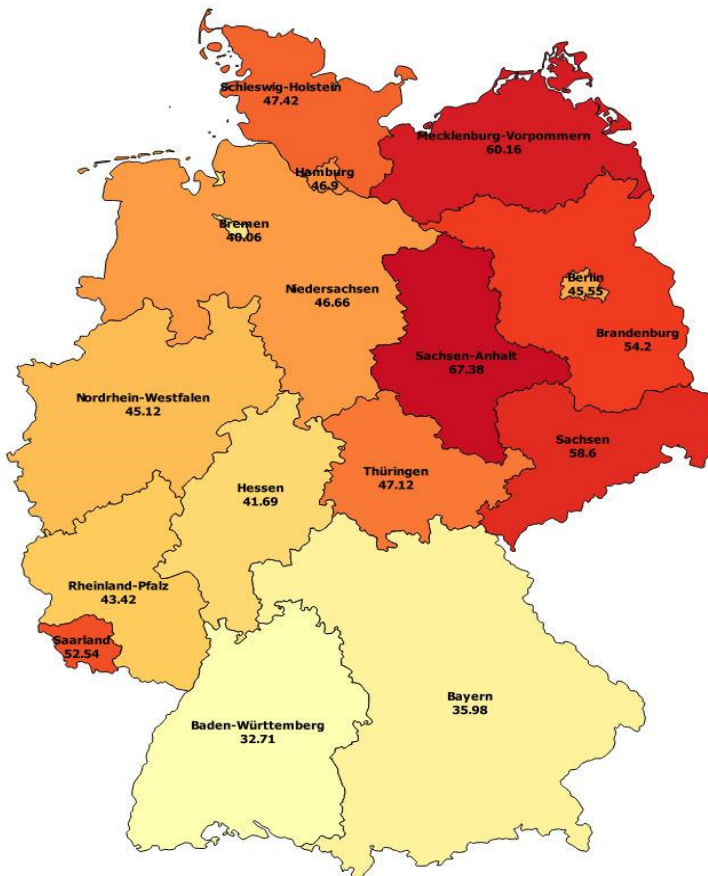 Schleswig-Holstein
47.42
Mecklenburg-Vorpommern
60.16
Hamburg
46.9
Bremen
40.06
Berlin
45.55
Niedersachsen
46.66
Brandenburg
54.2
Sachsen-Anhalt
67.38
Nordrhein-Westfalen
45.12
Sachsen
58.6
Thüringen
47.12
Hessen
41.69
Rheinland-Pfalz
43.42
Saarland
52.54
Bayern
35.98
Baden-Württemberg
32.71